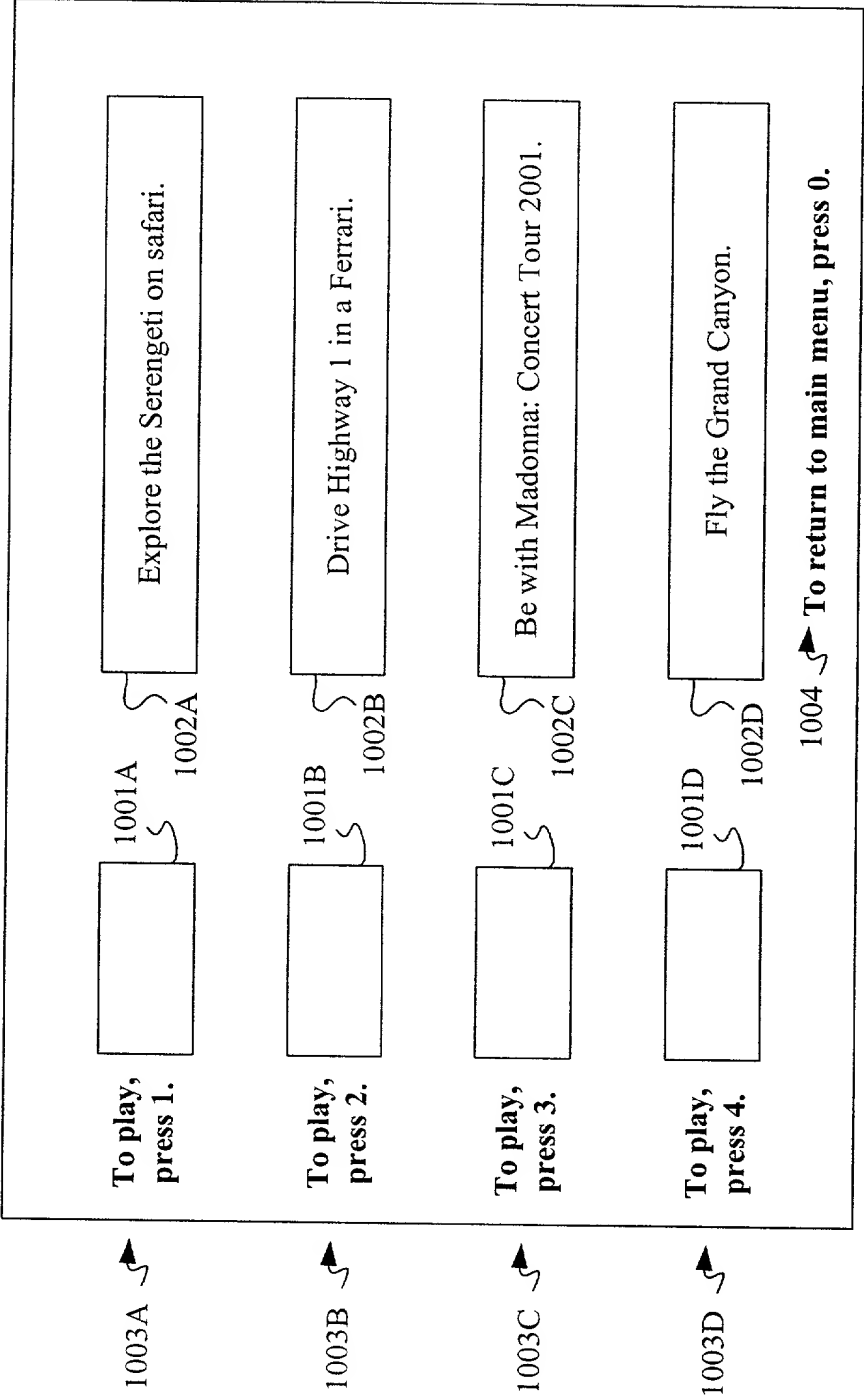 1003A
To play,
press 1.
1001A
1002A
Explore the Serengeti on safari.
1003B
To play,
press 2.
1001B
1002B
Drive Highway 1 in a Ferrari.
1003C
To play,
press 3.
1001C
1002C
Be with Madonna: Concert Tour 2001.
1003D
To play,
press 4.
1001D
1002D
Fly the Grand Canyon.
1004
To return to main menu, press 0.